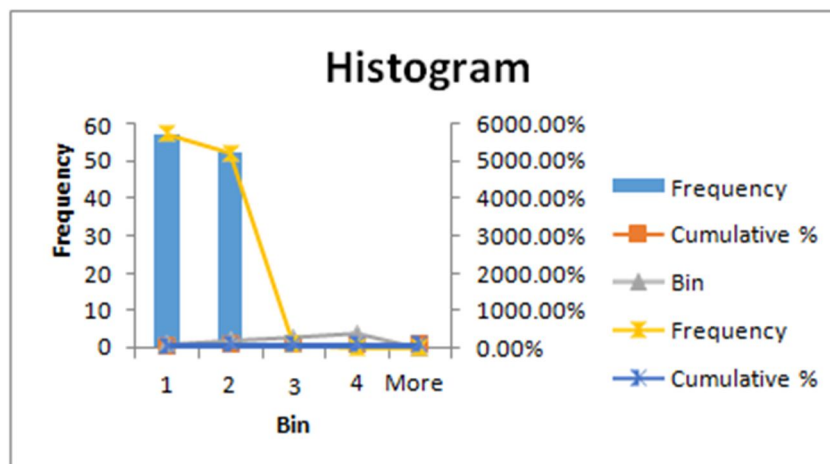 Histogram
Frequency
60
50
40
30
20
10
0
6000.00%
5000.00%
4000.00%
3000.00%
2000.00%
1000.00%
0.00%
1 2 3 4 More
Bin
Frequency
Cumulative %
Bin
Frequency
Cumulative %